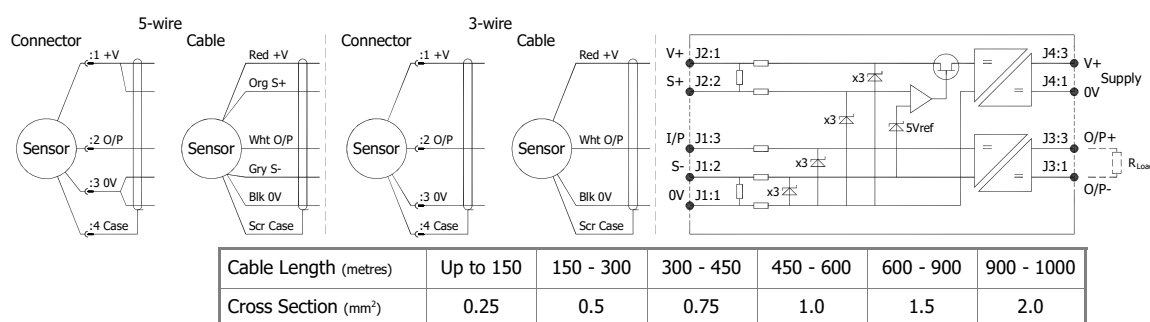 5-wire
Connector
Cable
:1 +V
Sensor
:2 O/P
:3 0V
:4 Case
Red +V
Org S+
Sensor
Wht O/P
Gry S-
Blk 0V
Scr Case
3-wire
Connector
Cable
:1 +V
Sensor
:2 O/P
:3 0V
:4 Case
Red +V
Sensor
Wht O/P
Blk 0V
Scr Case
V+ J2:1
S+ J2:2
I/P J1:3
S- J1:2
0V J1:1
x3
x3
5Vref
x3
x3
=
=
=
=
J4:3 V+
Supply
J4:1 0V
J3:3 O/P+
RLoad
J3:1
O/P-
Cable Length (metres) Up to 150 150 - 300 300 - 450 450 - 600 600 - 900 900 - 1000
Cross Section (mm²) 0.25 0.5 0.75 1.0 1.5 2.0